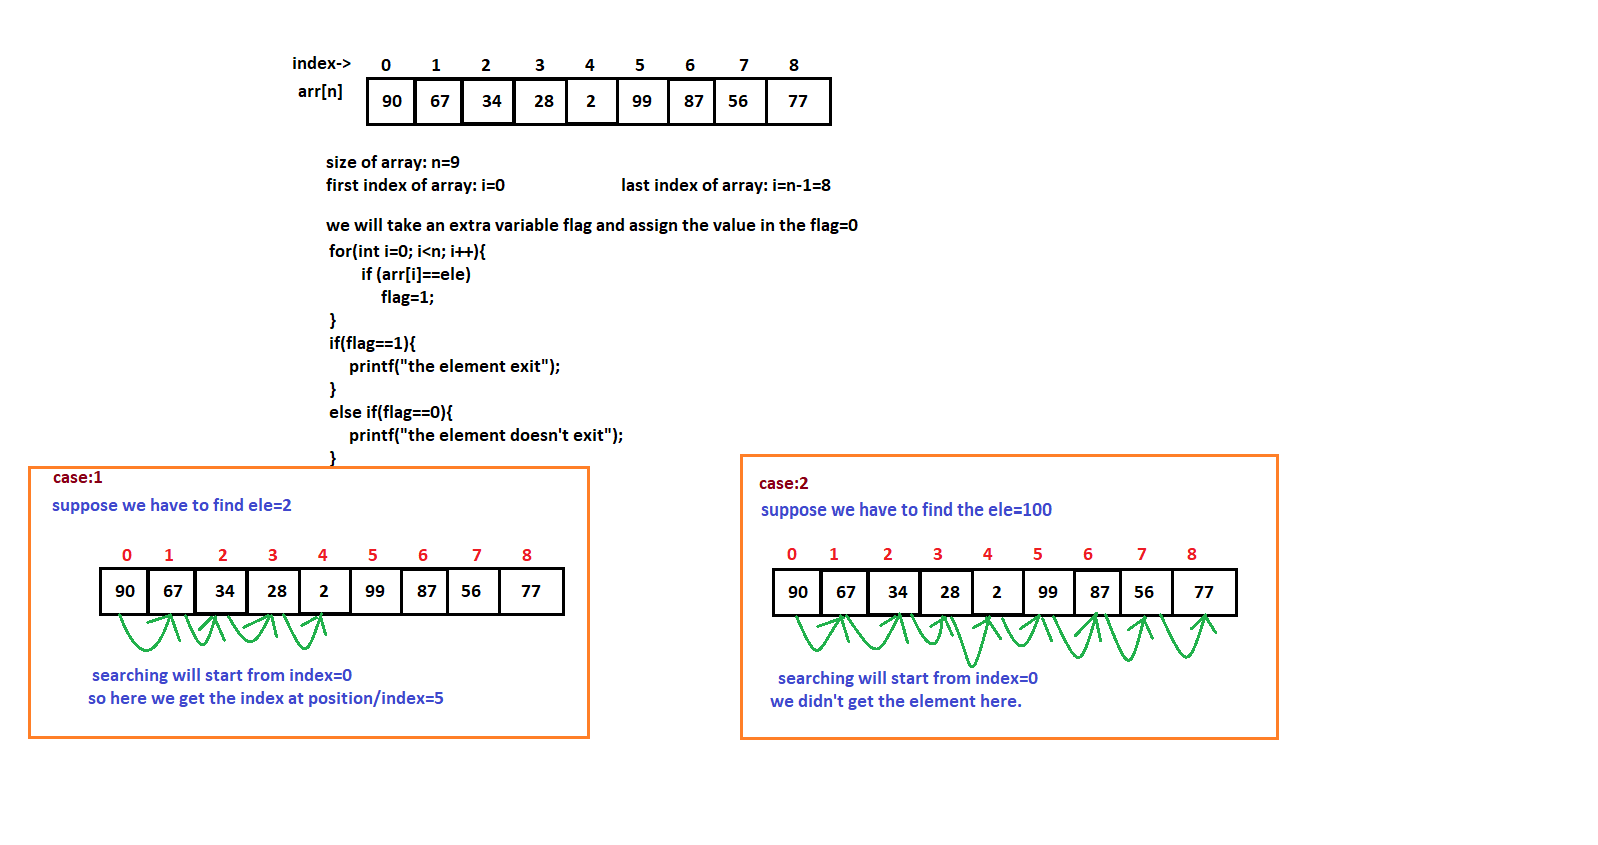 index-> 0 1 2 3 4 5 6 7 8
arr[n] 90 67 34 28 2 99 87 56 77
size of array: n=9
first index of array: i=0 last index of array: i=n-1=8
we will take an extra variable flag and assign the value in the flag=0
for(int i=0; i<n; i++){
if (arr[i]==ele)
flag=1;
}
if(flag==1){
printf("the element exit");
}
else if(flag==0){
printf("the element doesn't exit");
}
case:1
suppose we have to find ele=2
0 1 2 3 4 5 6 7 8
90 67 34 28 2 99 87 56 77
searching will start from index=0
so here we get the index at position/index=5
case:2
suppose we have to find the ele=100
0 1 2 3 4 5 6 7 8
90 67 34 28 2 99 87 56 77
searching will start from index=0
we didn't get the element here.